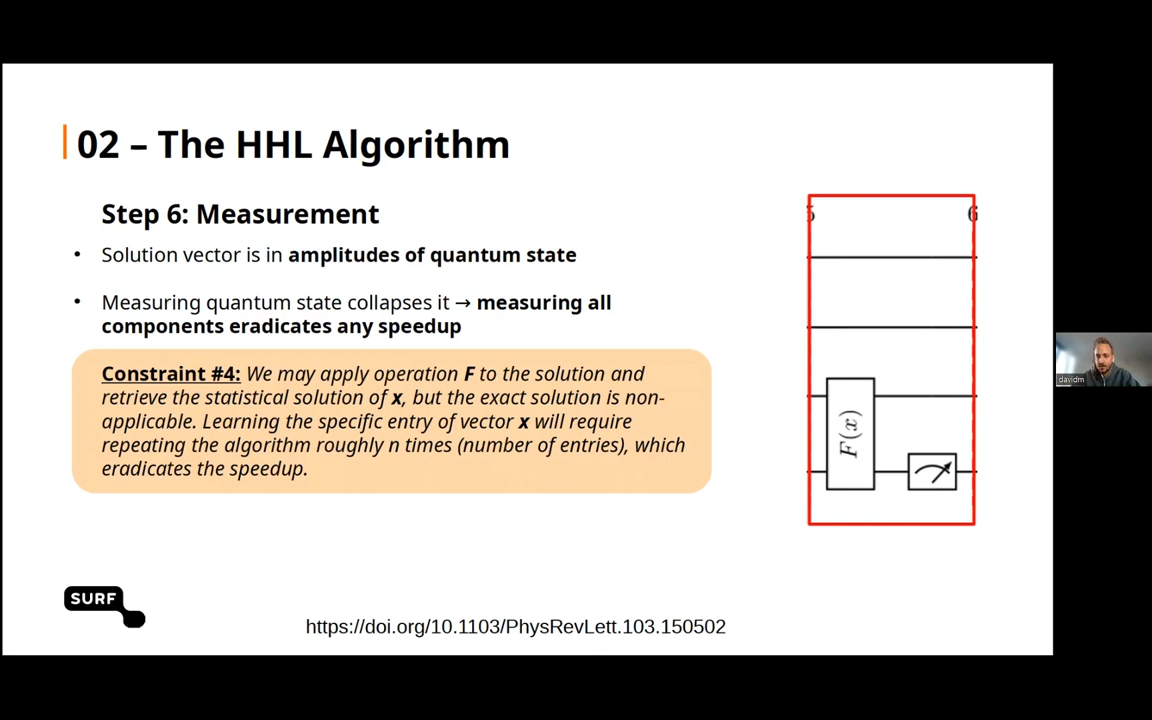 02 – The HHL Algorithm
Step 6: Measurement
• Solution vector is in amplitudes of quantum state
• Measuring quantum state collapses it → measuring all
components eradicates any speedup
Constraint #4: We may apply operation F to the solution and
retrieve the statistical solution of x, but the exact solution is non-
applicable. Learning the specific entry of vector x will require
repeating the algorithm roughly n times (number of entries), which
eradicates the speedup.
5 6
F(x)
davidm
SURF
https://doi.org/10.1103/PhysRevLett.103.150502